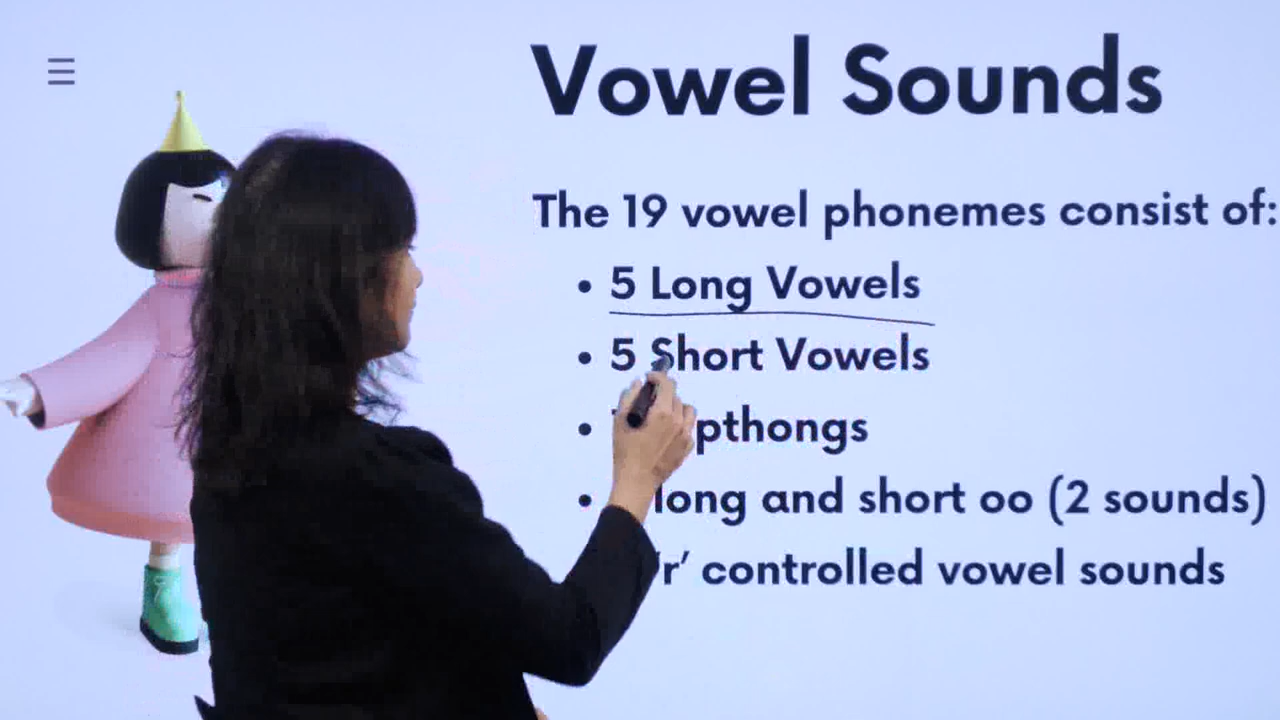 Vowel Sounds
The 19 vowel phonemes consist of:
• 5 Long Vowels
• 5 Short Vowels
•
• long and short oo (2 sounds)
'r' controlled vowel sounds